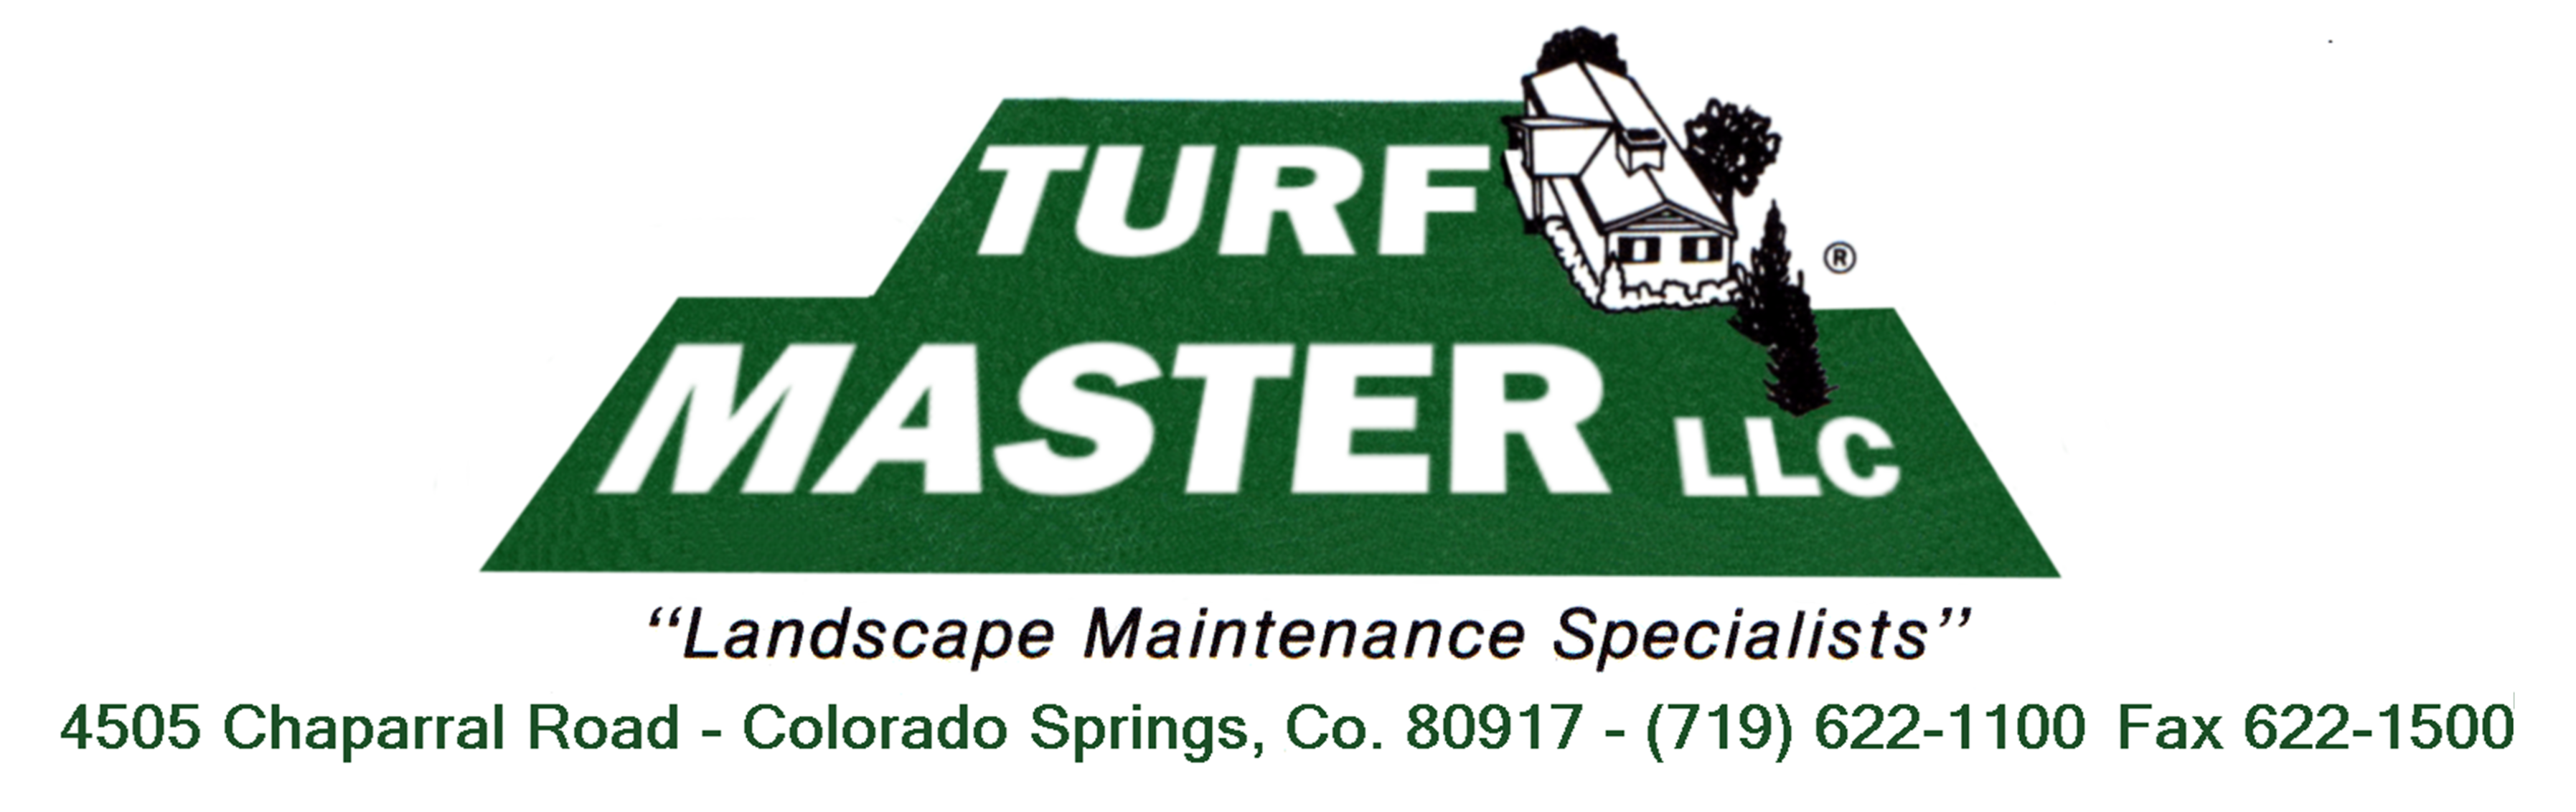 TURF
®
MASTER LLC
“Landscape Maintenance Specialists”
4505 Chaparral Road - Colorado Springs, Co. 80917 - (719) 622-1100 Fax 622-1500